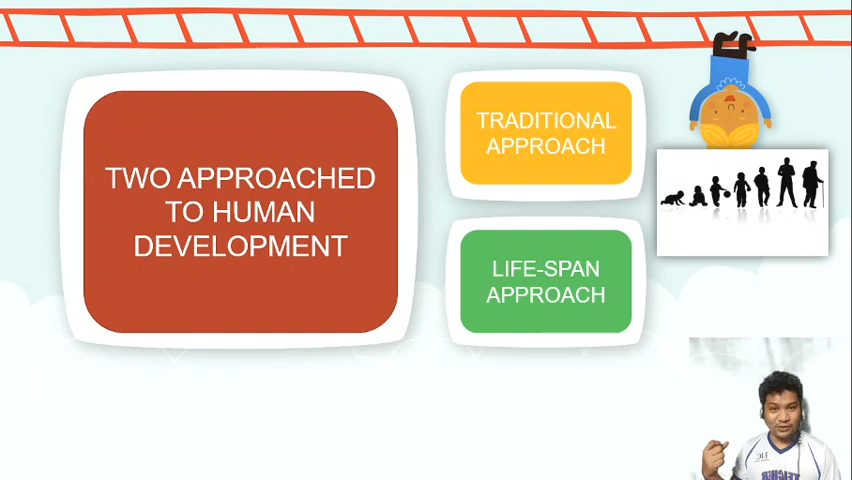 TWO APPROACHED
TO HUMAN
DEVELOPMENT
TRADITIONAL
APPROACH
LIFE-SPAN
APPROACH